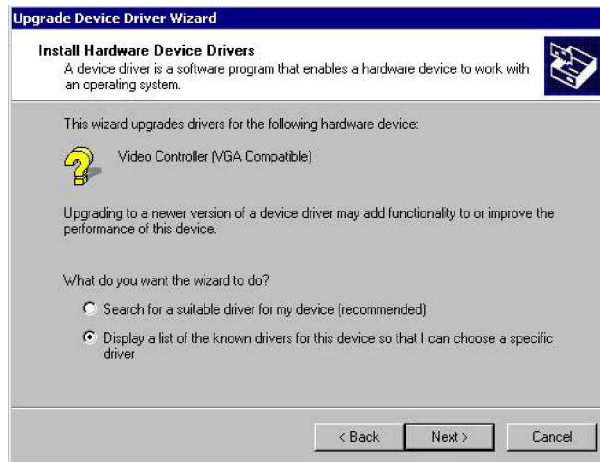 Upgrade Device Driver Wizard
Install Hardware Device Drivers
A device driver is a software program that enables a hardware device to work with
an operating system.
This wizard upgrades drivers for the following hardware device:
Video Controller (VGA Compatible)
Upgrading to a newer version of a device driver may add functionality to or improve the
performance of this device.
What do you want the wizard to do?
Search for a suitable driver for my device (recommended)
Display a list of the known drivers for this device so that I can choose a specific
driver
< Back Next > Cancel